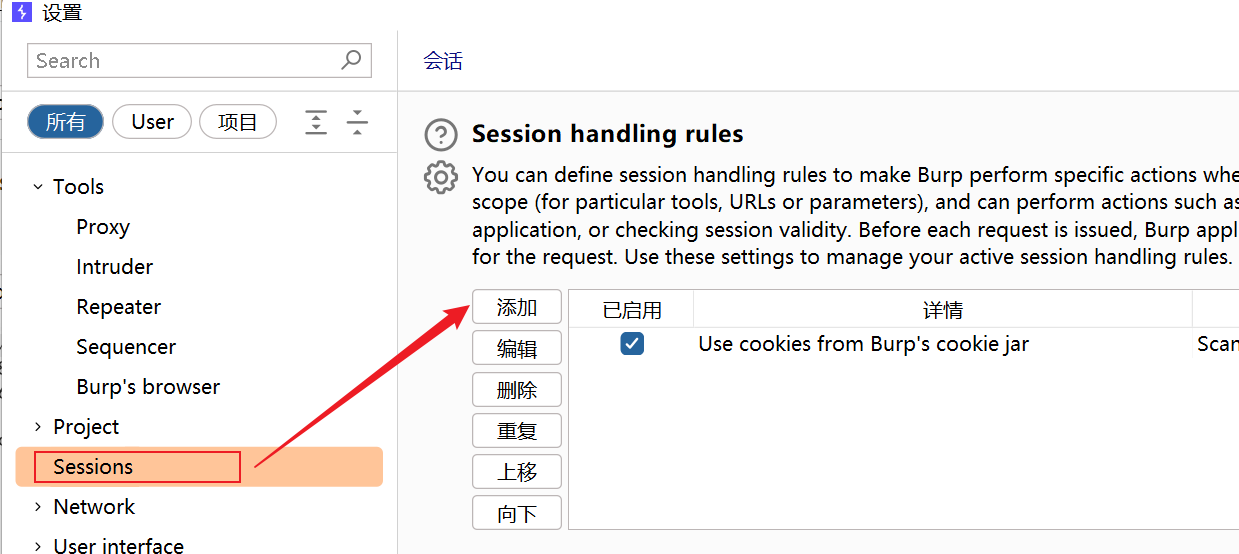 设置
Search
所有
User
项目
Tools
Proxy
Intruder
Repeater
Sequencer
Burp's browser
Project
Sessions
Network
User interface
会话
Session handling rules
You can define session handling rules to make Burp perform specific actions whe
scope (for particular tools, URLs or parameters), and can perform actions such as
application, or checking session validity. Before each request is issued, Burp appl
for the request. Use these settings to manage your active session handling rules.
添加
编辑
删除
重复
上移
向下
已启用
详情
Use cookies from Burp's cookie jar
Scan